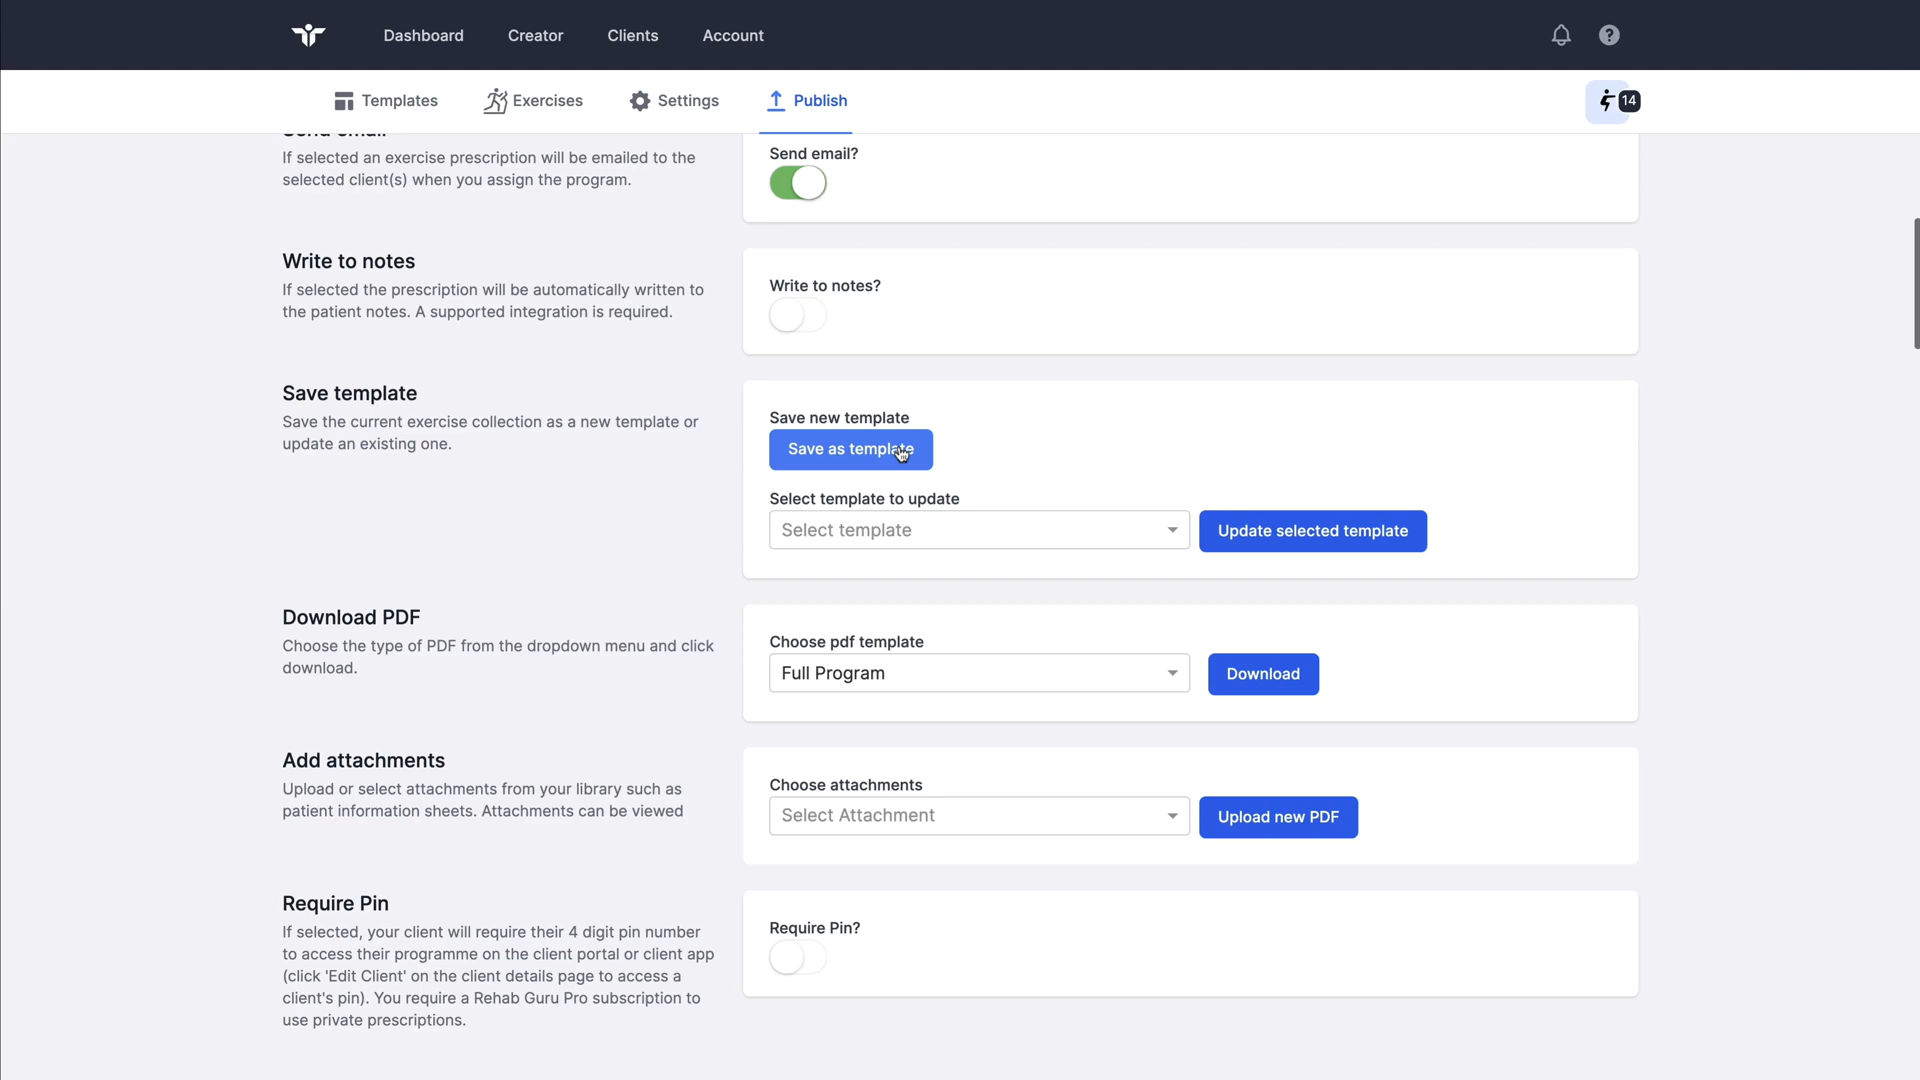 Dashboard
Creator
Clients
Account
Templates
Exercises
Settings
Publish
14
Send email
If selected an exercise prescription will be emailed to the
selected client(s) when you assign the program.
Send email?
Write to notes
If selected the prescription will be automatically written to
the patient notes. A supported integration is required.
Write to notes?
Save template
Save the current exercise collection as a new template or
update an existing one.
Save new template
Save as template
Select template to update
Select template
Update selected template
Download PDF
Choose the type of PDF from the dropdown menu and click
download.
Choose pdf template
Full Program
Download
Add attachments
Upload or select attachments from your library such as
patient information sheets. Attachments can be viewed
Choose attachments
Select Attachment
Upload new PDF
Require Pin
If selected, your client will require their 4 digit pin number
to access their programme on the client portal or client app
(click 'Edit Client' on the client details page to access a
client's pin). You require a Rehab Guru Pro subscription to
use private prescriptions.
Require Pin?